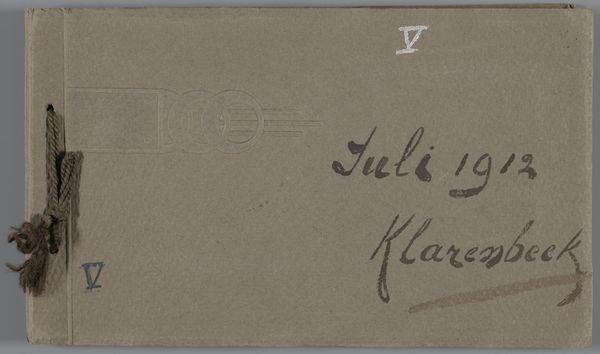 V
Juli 1912
Klarenbeek
V